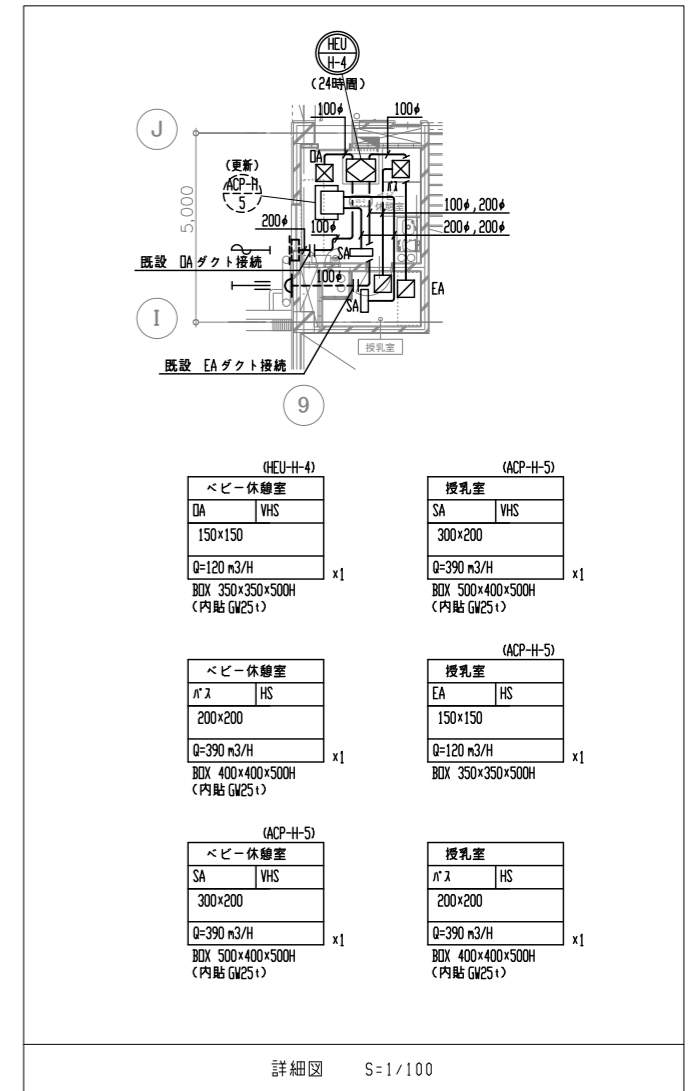 HEU
H-4
(24時間)
100φ 100φ
J
OA
(更新)
ACP-H
5
パス
休憩室
5,000
100φ,200φ
200φ
100φ
200φ,200φ
SA
既設 OAダクト接続
100φ
EA
SA
I
授乳室
既設 EAダクト接続
9
(HEU-H-4)
ベビー休憩室
OA VHS
150×150
Q=120 m3/H
x1
BOX 350×350×500H
(内貼 GW25t)
(ACP-H-5)
授乳室
SA VHS
300×200
Q=390 m3/H
x1
BOX 500×400×500H
(内貼 GW25t)
ベビー休憩室
パス HS
200×200
Q=390 m3/H
x1
BOX 400×400×500H
(内貼 GW25t)
(ACP-H-5)
授乳室
EA HS
150×150
Q=120 m3/H
x1
BOX 350×350×500H
(ACP-H-5)
ベビー休憩室
SA VHS
300×200
Q=390 m3/H
x1
BOX 500×400×500H
(内貼 GW25t)
授乳室
パス HS
200×200
Q=390 m3/H
x1
BOX 400×400×500H
(内貼 GW25t)
詳細図 S=1/100